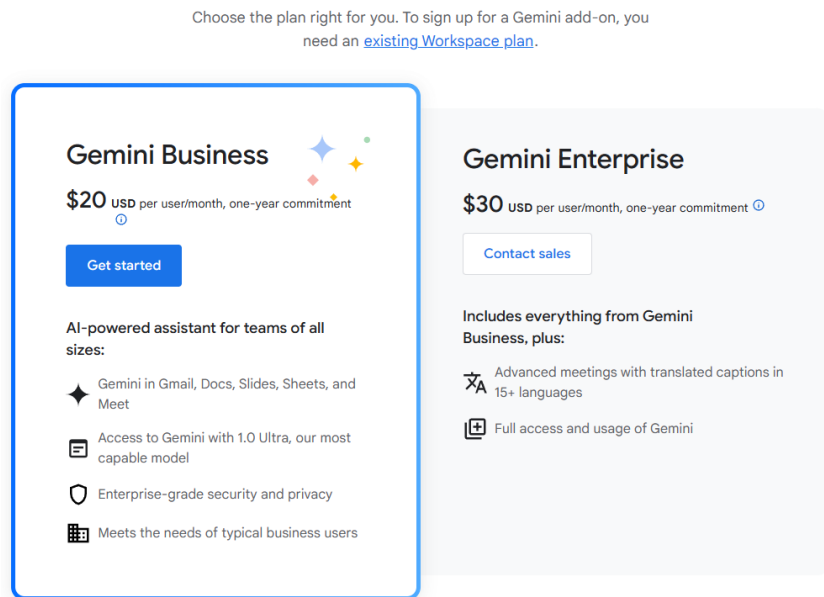 Choose the plan right for you. To sign up for a Gemini add-on, you
need an existing Workspace plan.
Gemini Business
$20 USD per user/month, one-year commitment
Get started
AI-powered assistant for teams of all
sizes:
Gemini in Gmail, Docs, Slides, Sheets, and
Meet
Access to Gemini with 1.0 Ultra, our most
capable model
Enterprise-grade security and privacy
Meets the needs of typical business users
Gemini Enterprise
$30 USD per user/month, one-year commitment
Contact sales
Includes everything from Gemini
Business, plus:
Advanced meetings with translated captions in
15+ languages
Full access and usage of Gemini